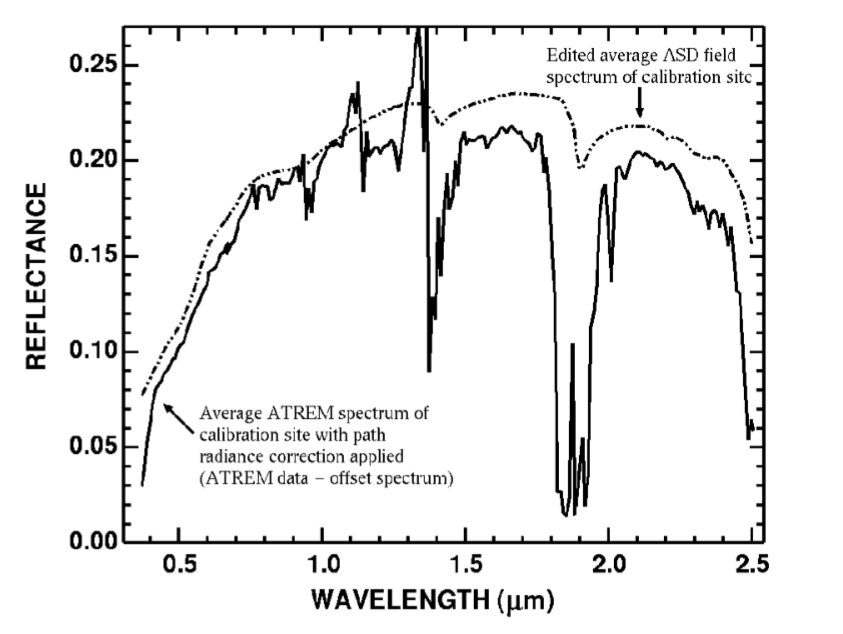 Edited average ASD field
spectrum of calibration site
0.25
0.20
0.15
0.10
0.05
0.00
REFLECTANCE
Average ATREM spectrum of
calibration site with path
radiance correction applied
(ATREM data – offset spectrum)
0.5 1.0 1.5 2.0 2.5
WAVELENGTH (μm)